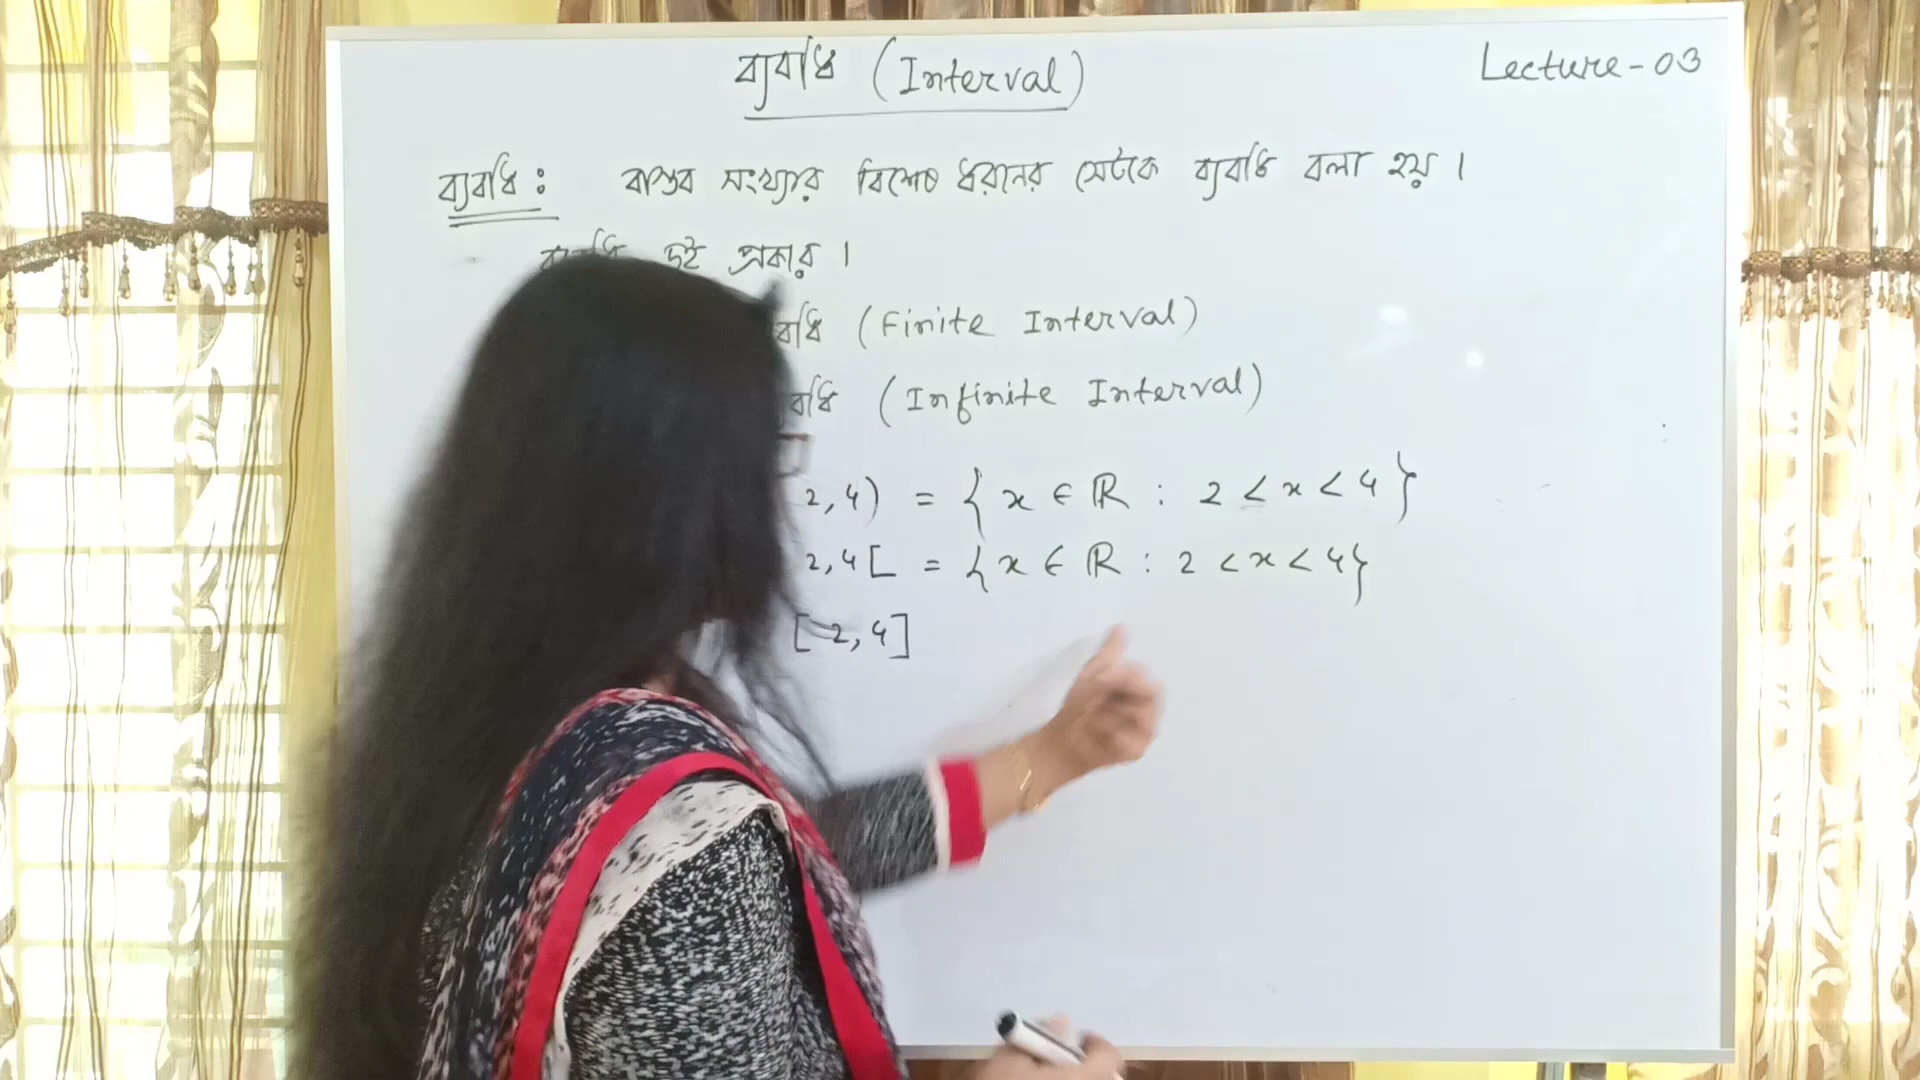 ব্যবধি (Interval)
Lecture-03
ব্যবধি : বাস্তব সংখ্যার বিশেষ ধরনের সেটকে ব্যবধি বলা হয় ।
দুই প্রকার ।
(Finite Interval)
(Infinite Interval)
2,4) = { x ∈ ℝ : 2 < x < 4 }
2,4[ = { x ∈ ℝ : 2 < x < 4}
[2,4]